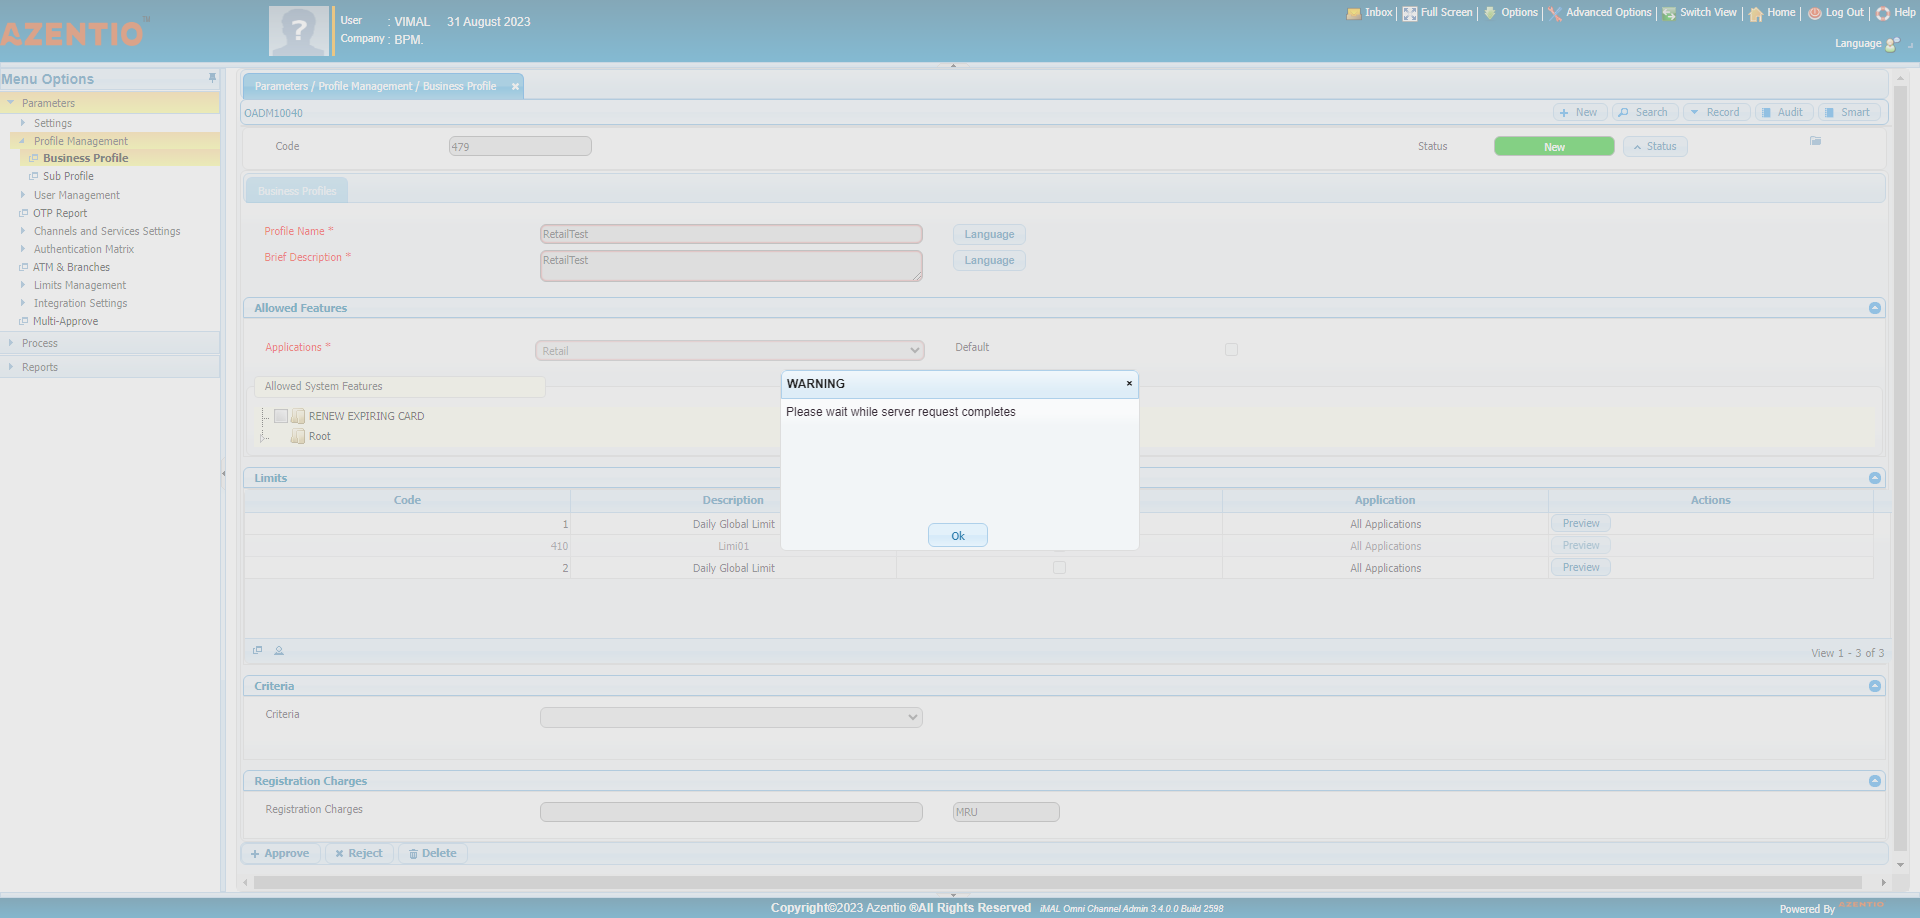 AZENTIO™
User : VIMAL 31 August 2023
Company : BPM.
Inbox | Full Screen | Options | Advanced Options | Switch View | Home | Log Out | Help
Language
Menu Options
Parameters
Settings
Profile Management
Business Profile
Sub Profile
User Management
OTP Report
Channels and Services Settings
Authentication Matrix
ATM & Branches
Limits Management
Integration Settings
Multi-Approve
Process
Reports
Parameters / Profile Management / Business Profile
OADM10040
New Search Record Audit Smart
Code 479 Status New Status
Business Profiles
Profile Name * RetailTest Language
Brief Description * RetailTest Language
Allowed Features
Applications * Retail Default
Allowed System Features
RENEW EXPIRING CARD
Root
WARNING
Please wait while server request completes
Ok
Limits
Code Description Application Actions
1 Daily Global Limit All Applications Preview
410 Limi01 All Applications Preview
2 Daily Global Limit All Applications Preview
View 1 - 3 of 3
Criteria
Criteria
Registration Charges
Registration Charges MRU
Approve Reject Delete
Copyright©2023 Azentio ®All Rights Reserved iMAL Omni Channel Admin 3.4.0.0 Build 2598
Powered By AZENTIO